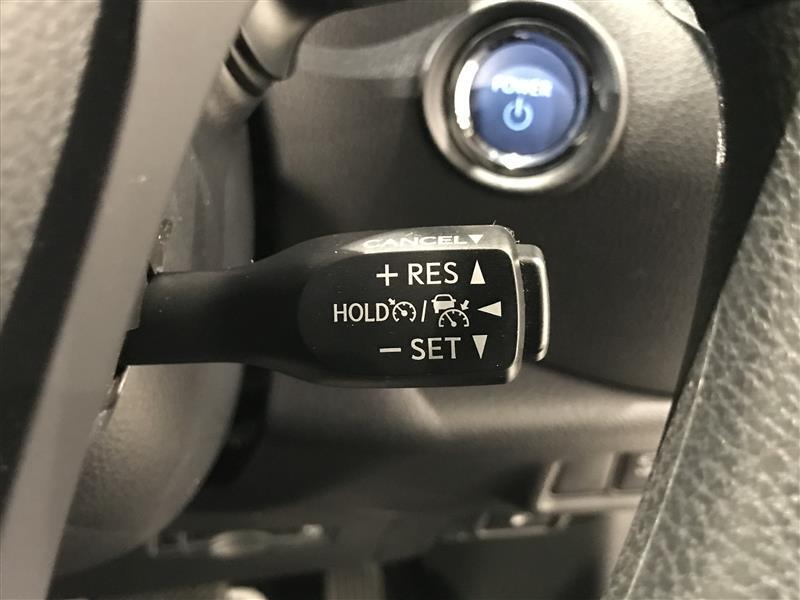 POWER
CANCEL▼
+ RES ▲
HOLD / ◀
− SET ▼